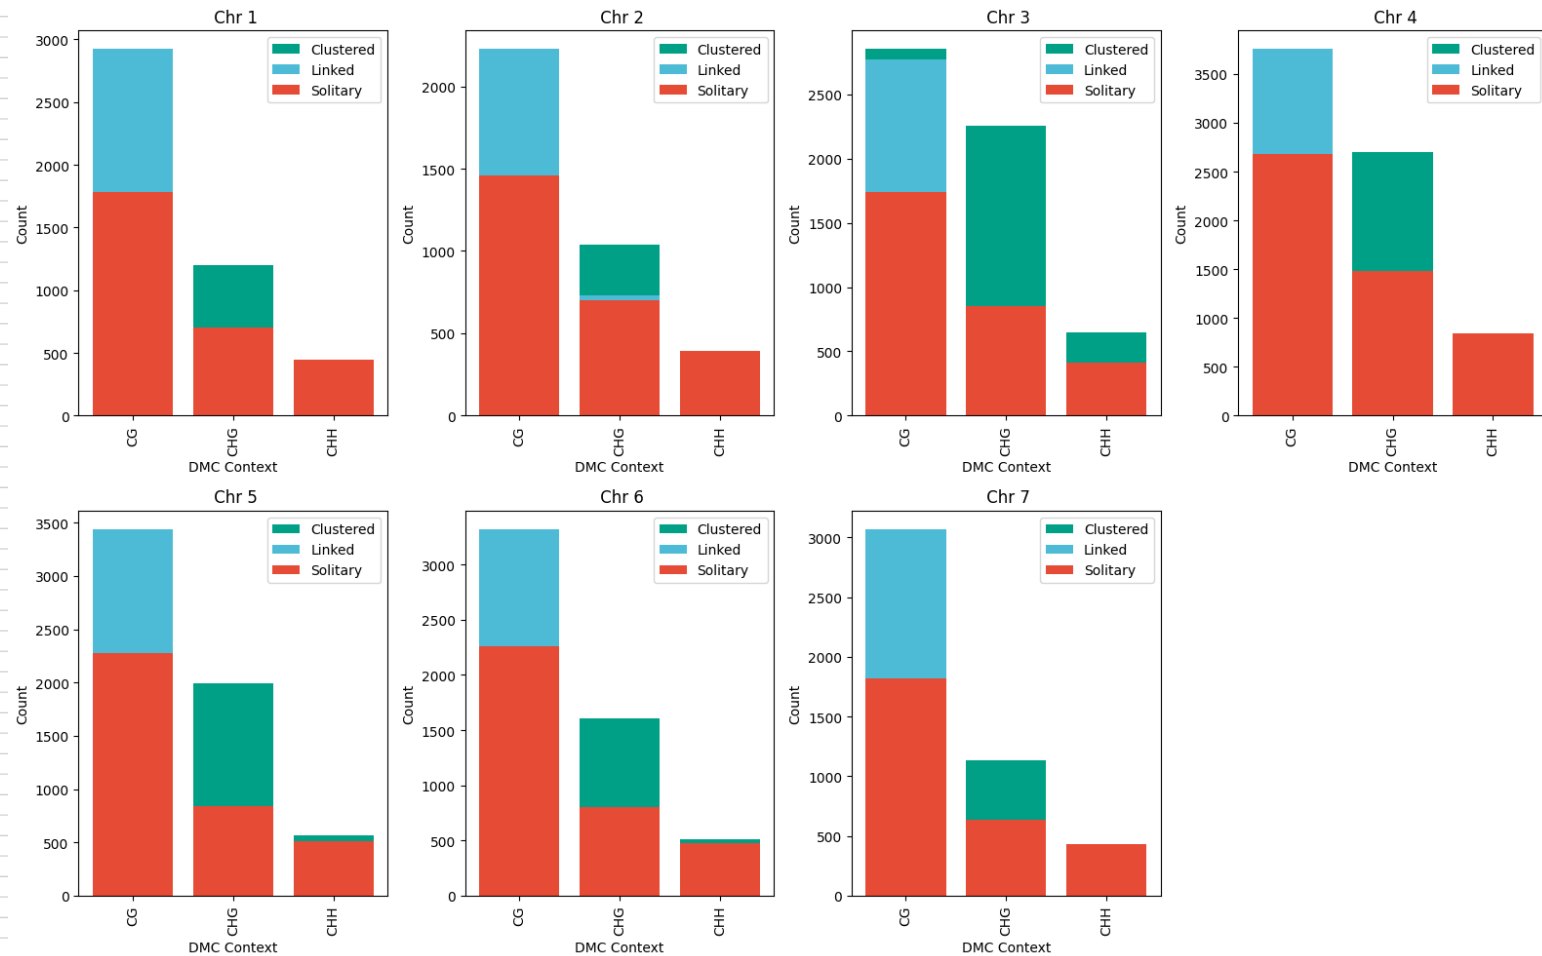 Chr 1
3000
2500
2000
1500
1000
500
0
Count
Clustered
Linked
Solitary
CG
CHG
CHH
DMC Context
Chr 2
2000
1500
1000
500
0
Count
Clustered
Linked
Solitary
CG
CHG
CHH
DMC Context
Chr 3
2500
2000
1500
1000
500
0
Count
Clustered
Linked
Solitary
CG
CHG
CHH
DMC Context
Chr 4
3500
3000
2500
2000
1500
1000
500
0
Count
Clustered
Linked
Solitary
CG
CHG
CHH
DMC Context
Chr 5
3500
3000
2500
2000
1500
1000
500
0
Count
Clustered
Linked
Solitary
CG
CHG
CHH
DMC Context
Chr 6
3000
2500
2000
1500
1000
500
0
Count
Clustered
Linked
Solitary
CG
CHG
CHH
DMC Context
Chr 7
3000
2500
2000
1500
1000
500
0
Count
Clustered
Linked
Solitary
CG
CHG
CHH
DMC Context